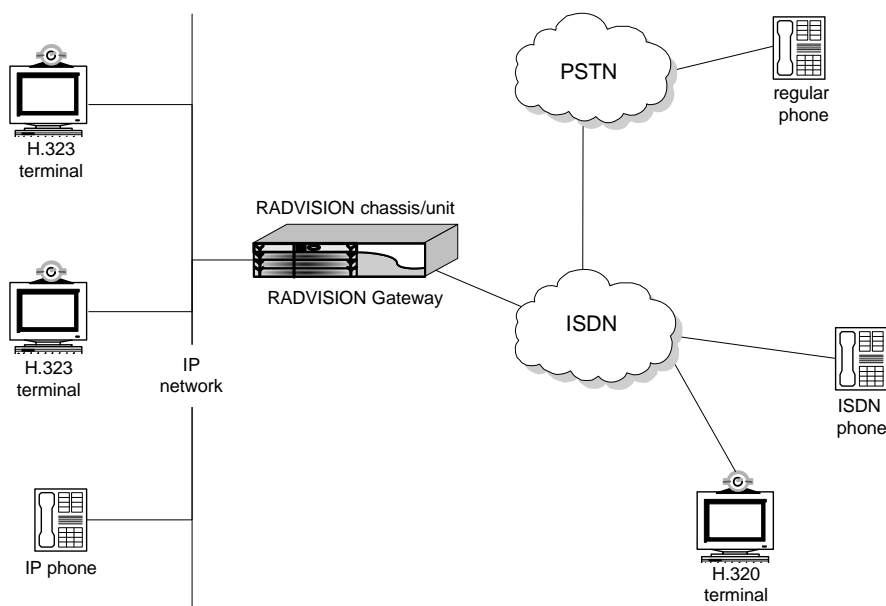 PSTN
regular
phone
H.323
terminal
RADVISION chassis/unit
RADVISION Gateway
ISDN
H.323
terminal
IP
network
ISDN
phone
IP phone
H.320
terminal